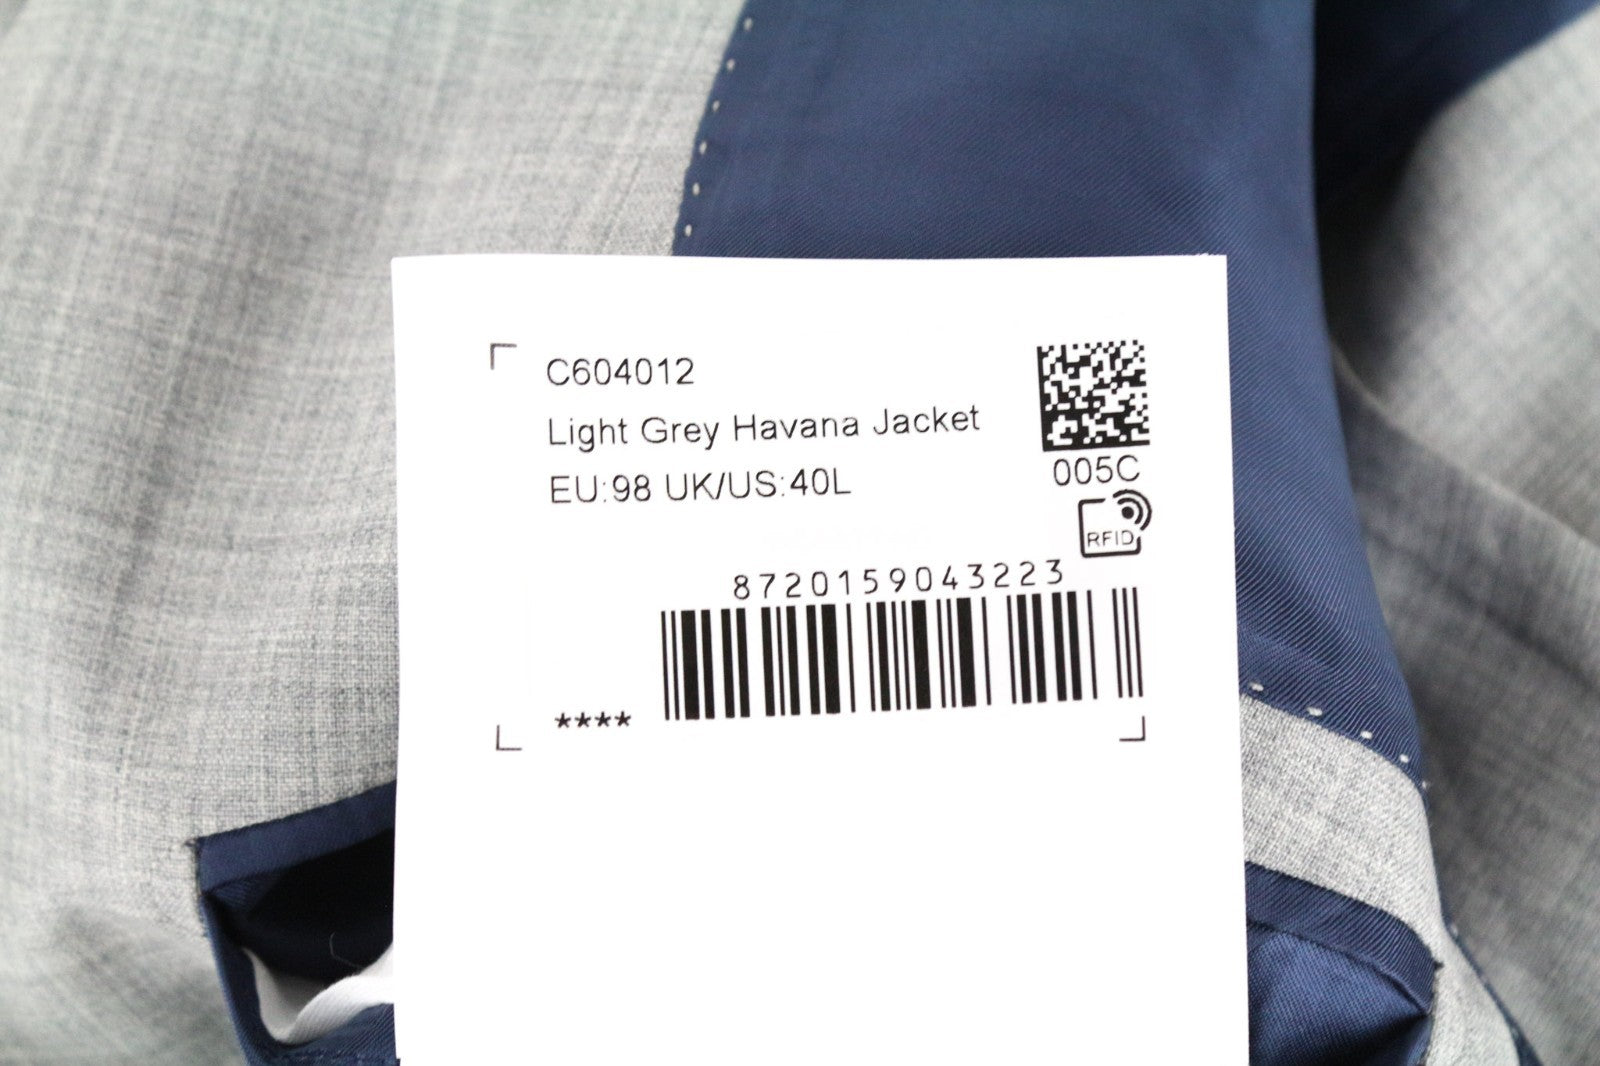 C604012
Light Grey Havana Jacket
EU:98 UK/US:40L
005C
RFID
8720159043223
****